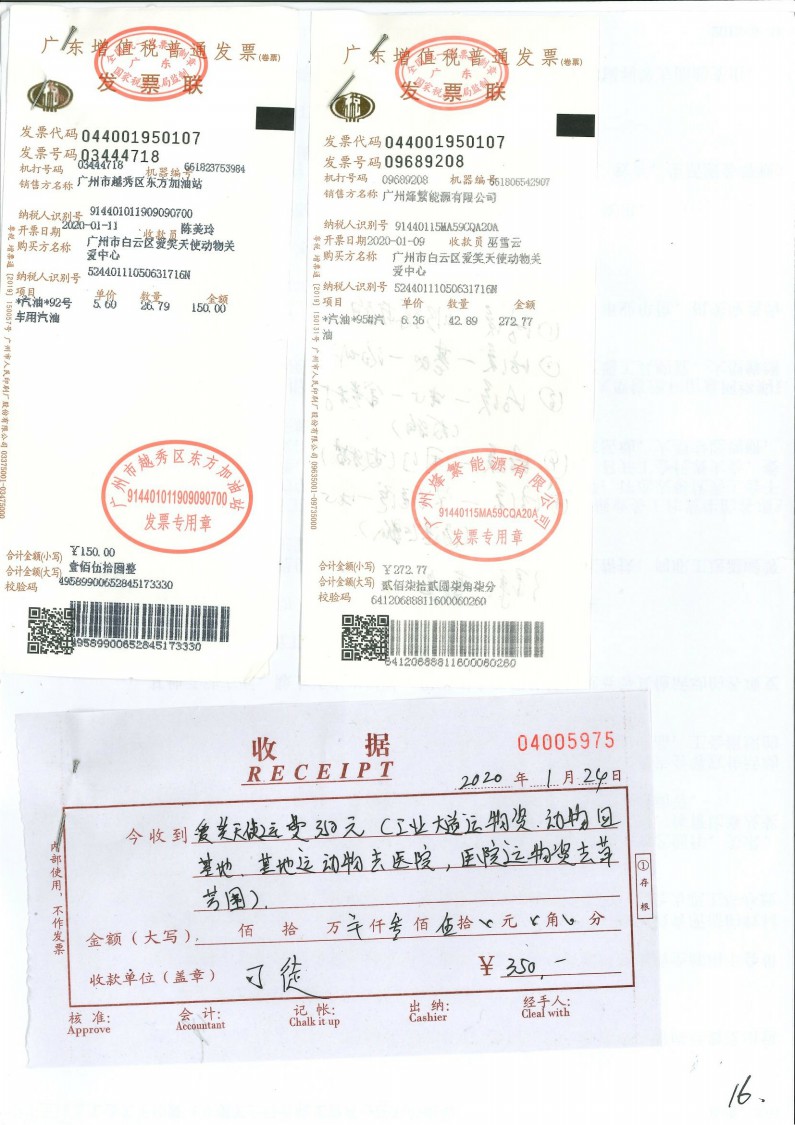 广东增值税普通发票(卷票)
发票联
发票代码 044001950107
发票号码 03444718
机打号码 03444718 机器编号 661823753984
销售方名称 广州市越秀区东方加油站
纳税人识别号 914401011909090700
开票日期 2020-01-11 收款员 陈美玲
购买方名称 广州市白云区爱笑天使动物关
爱中心
纳税人识别号 52440111050631716N
项目 单价 数量 金额
*汽油*92号 5.60 26.79 150.00
车用汽油
广州市越秀区东方加油站
914401011909090700
发票专用章
合计金额(小写) ¥150.00
合计金额(大写) 壹佰伍拾圆整
校验码 49589900652845173330
49589900652845173330
广东增值税普通发票(卷票)
发票联
发票代码 044001950107
发票号码 09689208
机打号码 09689208 机器编号 661806542907
销售方名称 广州烽繁能源有限公司
纳税人识别号 91440115MA59CQA20A
开票日期 2020-01-09 收款员 巫雪云
购买方名称 广州市白云区爱笑天使动物关
爱中心
纳税人识别号 52440111050631716N
项目 单价 数量 金额
*汽油*95#汽 6.36 42.89 272.77
油
广州烽繁能源有限公司
91440115MA59CQA20A
发票专用章
合计金额(小写) ¥272.77
合计金额(大写) 贰佰柒拾贰圆柒角柒分
校验码 64120688811600060260
64120688811600060260
收据
RECEIPT
04005975
2020年1月24日
今收到 爱笑天使运费350元(工业大道运物资.动物回
基地.基地运动物去医院,医院运物资去萃
芳园).
金额(大写) 佰 拾 万 千 仟 叁 佰 伍 拾 元 角 分
收款单位(盖章) ¥ 350.-
核准: 会计: 记帐: 出纳: 经手人:
Approve Accountant Chalk it up Cashier Cleal with
内部使用,不作发票
①存根
16.